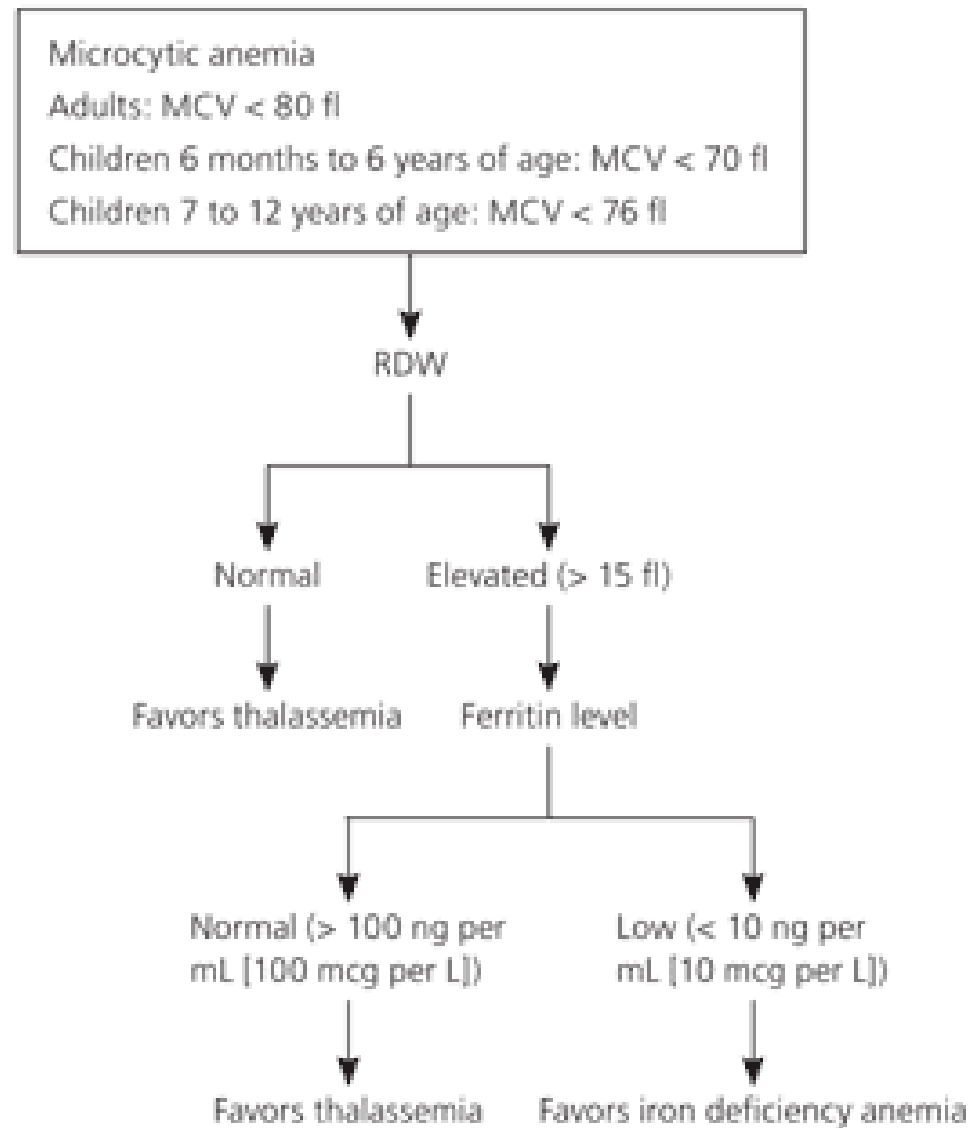 Microcytic anemia
Adults: MCV < 80 fl
Children 6 months to 6 years of age: MCV < 70 fl
Children 7 to 12 years of age: MCV < 76 fl
RDW
Normal
Elevated (> 15 fl)
Favors thalassemia
Ferritin level
Normal (> 100 ng per
mL [100 mcg per L])
Low (< 10 ng per
mL [10 mcg per L])
Favors thalassemia
Favors iron deficiency anemia